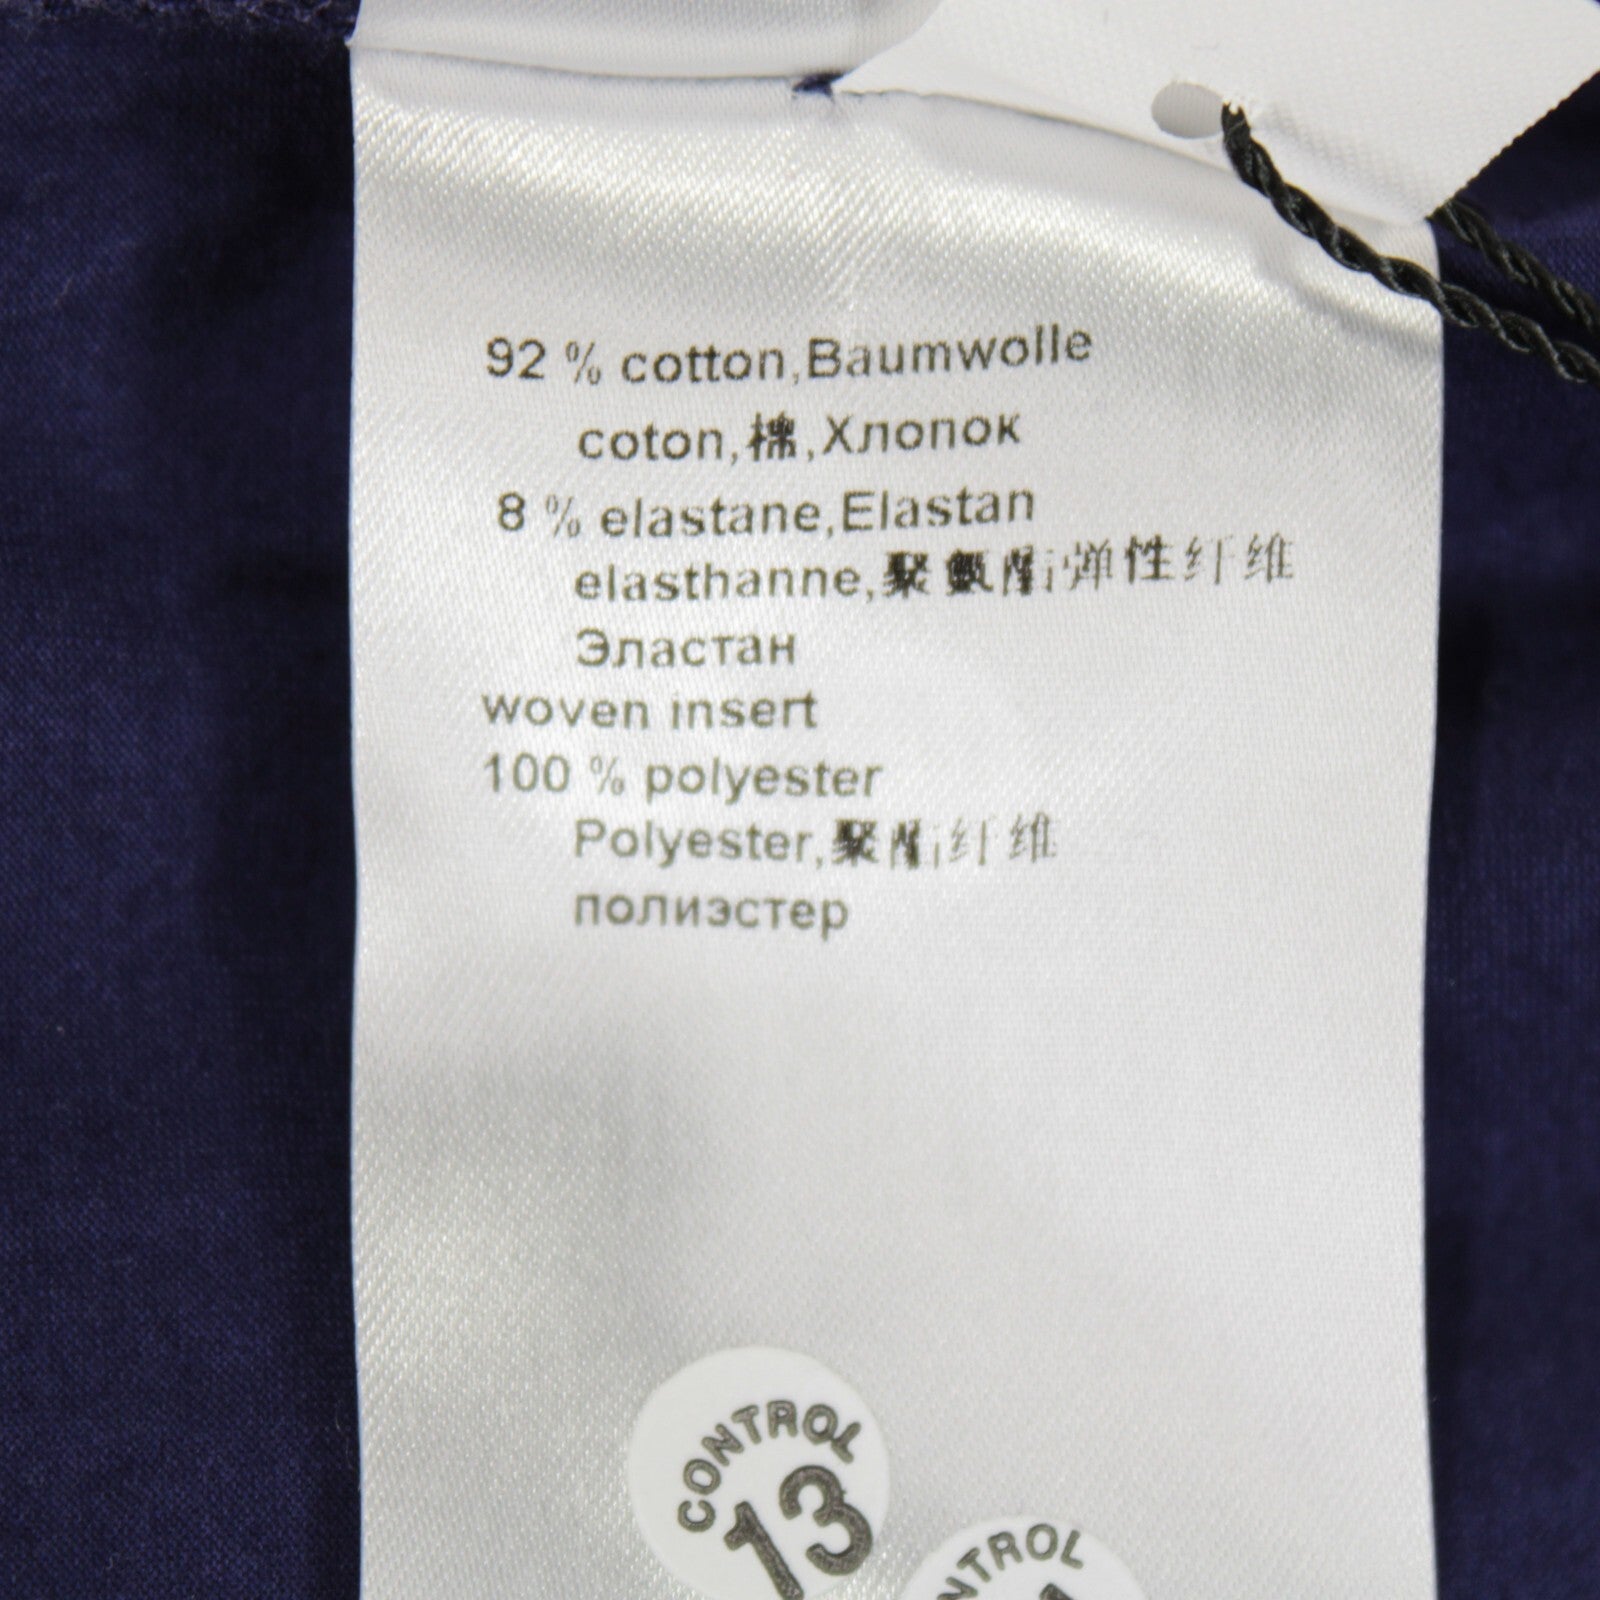 92 % cotton,Baumwolle
coton,棉,Хлопок
8 % elastane,Elastan
elasthanne,聚氨酯弹性纤维
Эластан
woven insert
100 % polyester
Polyester,聚酯纤维
полиэстер
CONTROL
13